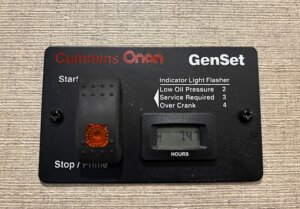 Cummins Onan GenSet
Start
Indicator Light Flasher
Low Oil Pressure 2
Service Required 3
Over Crank 4
Stop / Prime
HOURS